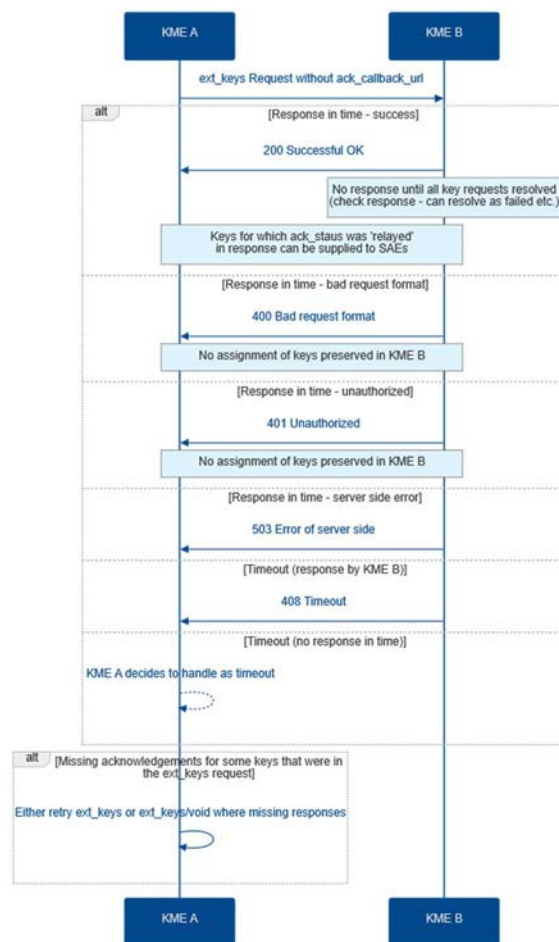 KME A
KME B
ext_keys Request without ack_callback_url
alt
[Response in time - success]
200 Successful OK
No response until all key requests resolved
(check response - can resolve as failed etc.)
Keys for which ack_staus was 'relayed'
in response can be supplied to SAEs
[Response in time - bad request format]
400 Bad request format
No assignment of keys preserved in KME B
[Response in time - unauthorized]
401 Unauthorized
No assignment of keys preserved in KME B
[Response in time - server side error]
503 Error of server side
[Timeout (response by KME B)]
408 Timeout
[Timeout (no response in time)]
KME A decides to handle as timeout
alt
[Missing acknowledgements for some keys that were in
the ext_keys request]
Either retry ext_keys or ext_keys/void where missing responses
KME A
KME B